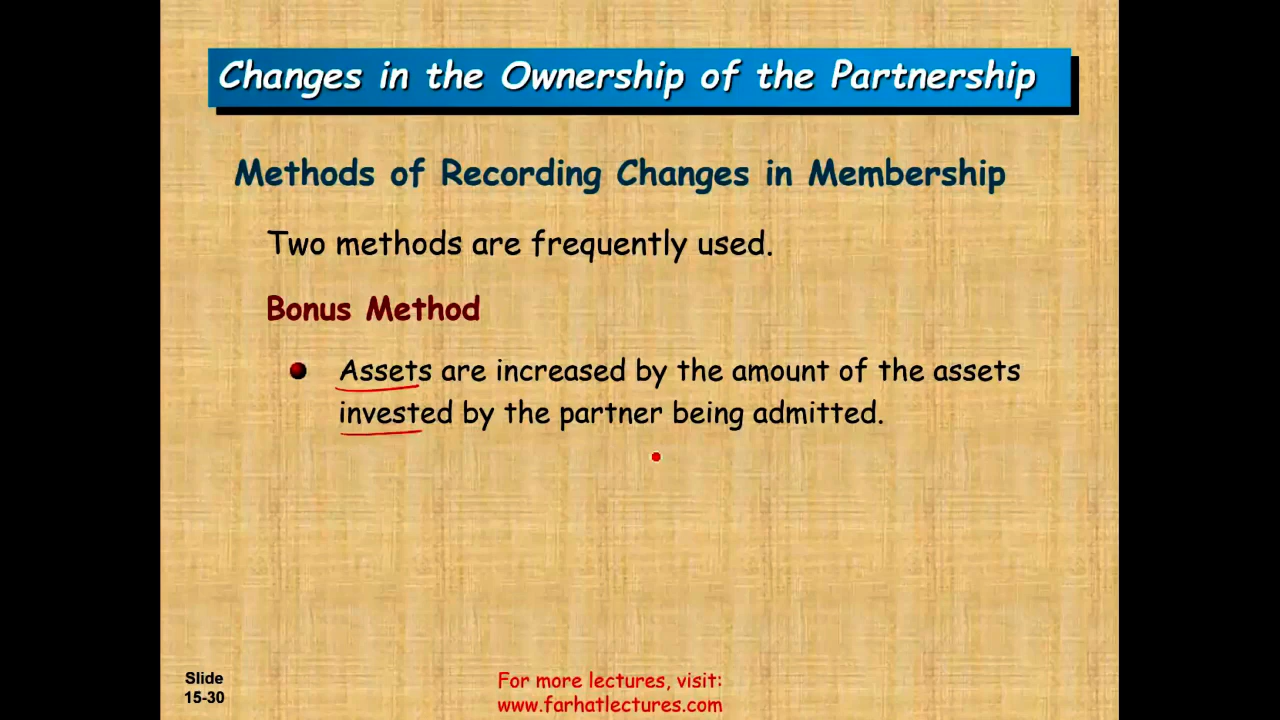 Changes in the Ownership of the Partnership
Methods of Recording Changes in Membership
Two methods are frequently used.
Bonus Method
Assets are increased by the amount of the assets
invested by the partner being admitted.
Slide
15-30
For more lectures, visit:
www.farhatlectures.com